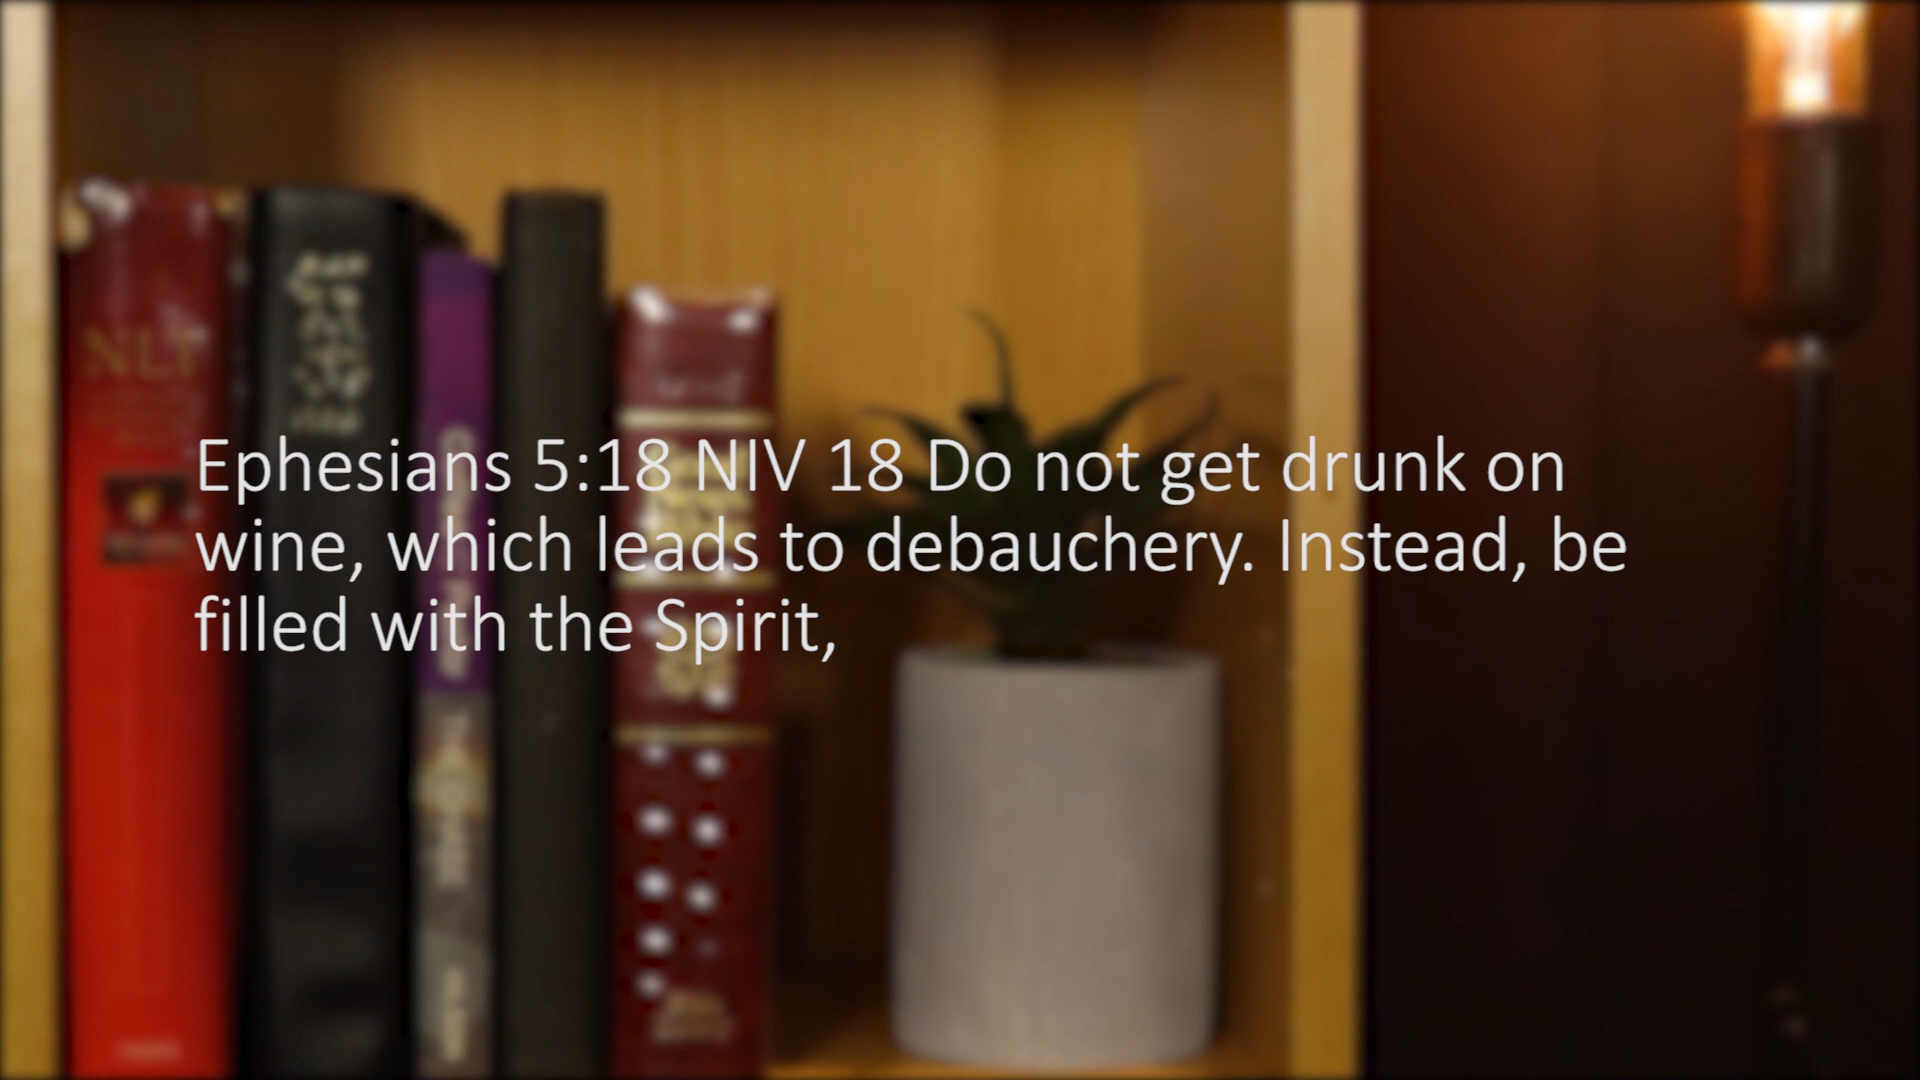 Ephesians 5:18 NIV 18 Do not get drunk on
wine, which leads to debauchery. Instead, be
filled with the Spirit,